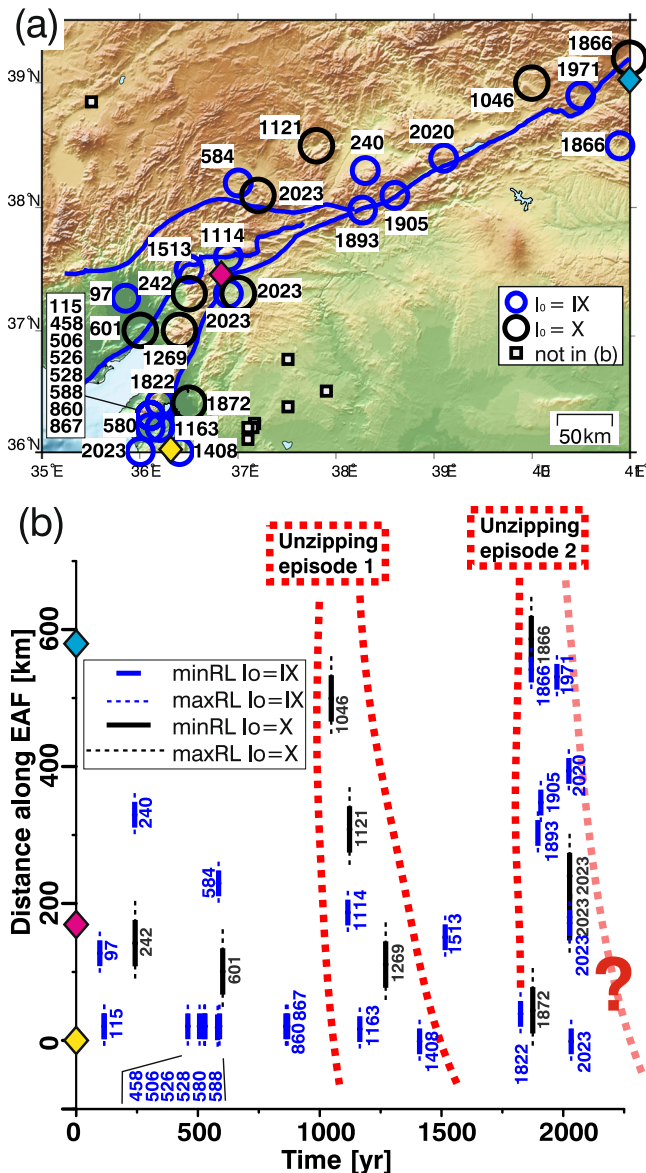 (a)
39°N
38°N
37°N
36°N
35°E
36°E
37°E
38°E
39°E
40°E
41°E
1866
1971
1046
1121
240
2020
1866
584
2023
1905
1893
1114
1513
242
97
2023
2023
601
1269
115
458
506
526
528
588
860
867
1822
1872
580
1163
2023
1408
I₀ = IX
I₀ = X
not in (b)
50km
(b)
Unzipping
episode 1
Unzipping
episode 2
Distance along EAF [km]
600
400
200
0
minRL Io=IX
maxRL Io=IX
minRL Io=X
maxRL Io=X
1866
1866
1971
1046
2020
1905
1893
1121
240
584
1114
2023
2023
2023
97
242
601
1269
1513
115
860
867
1163
1408
1822
1872
2023
458
506
526
528
580
588
?
0
500
1000
1500
2000
Time [yr]